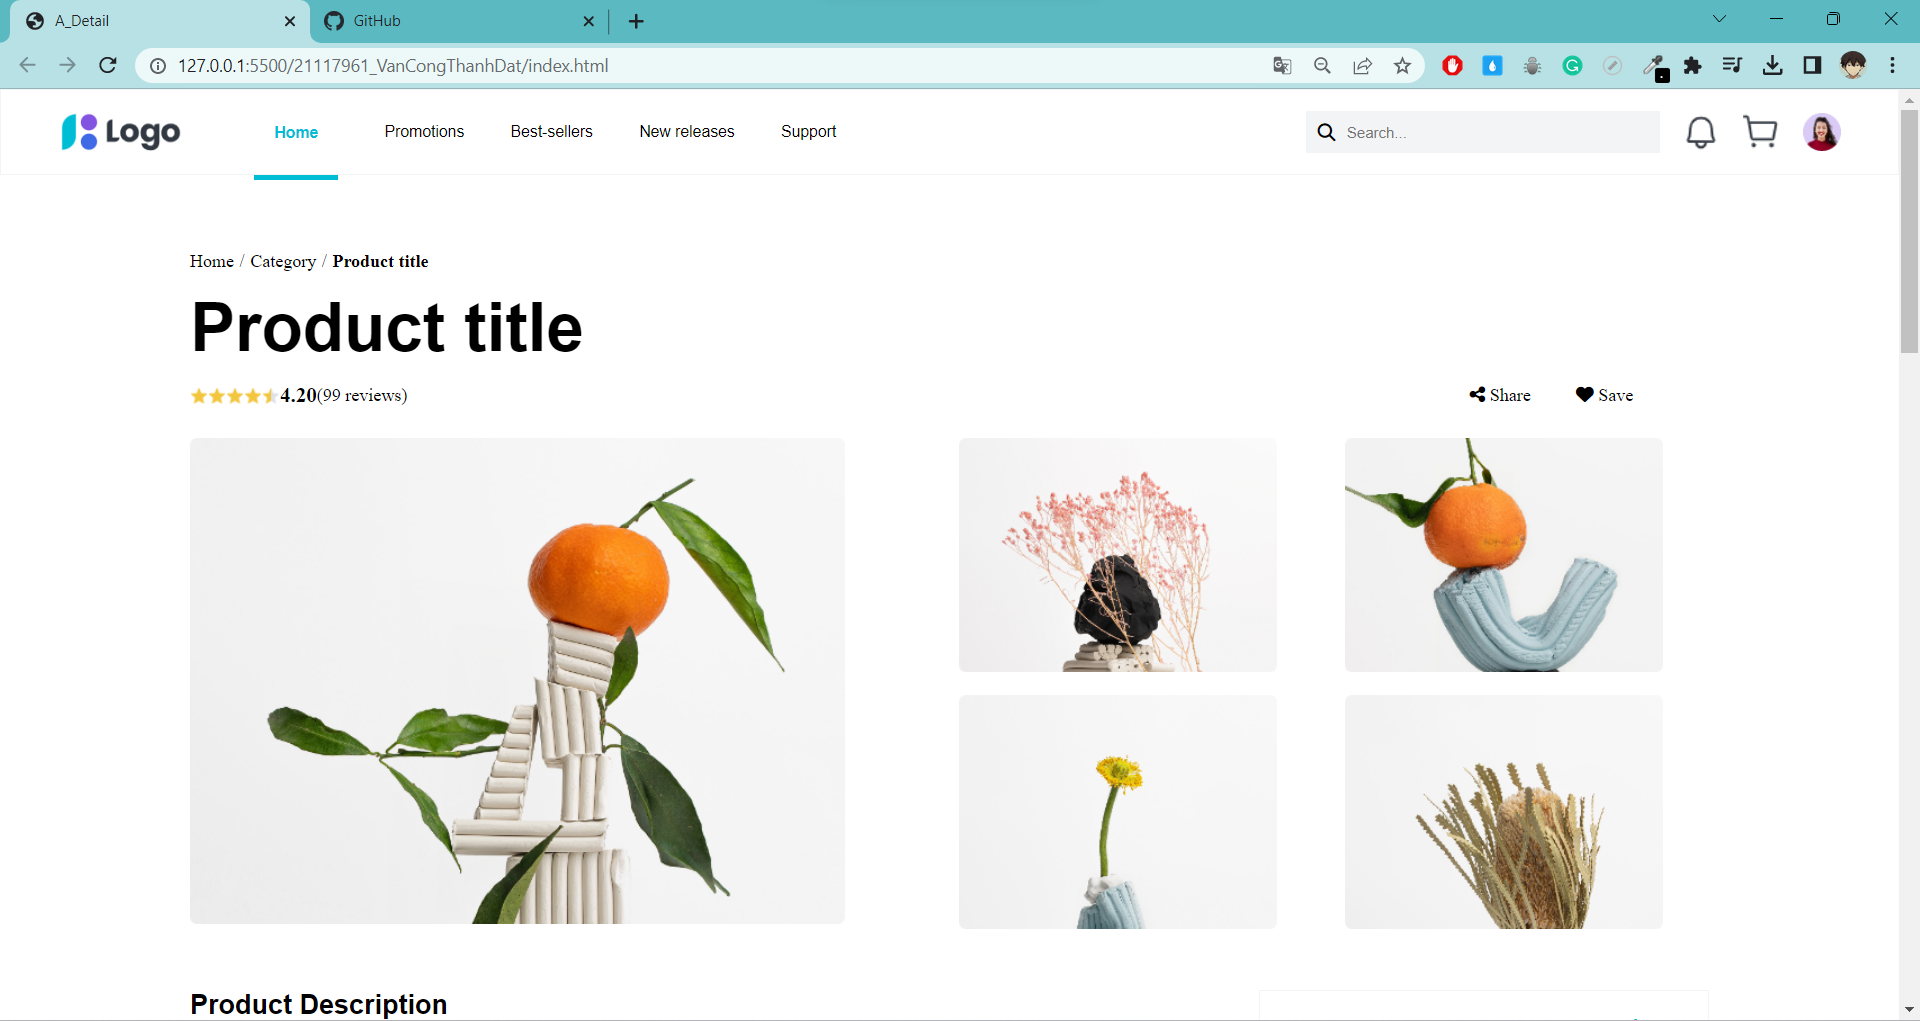 A_Detail
GitHub
127.0.0.1:5500/21117961_VanCongThanhDat/index.html
Logo
Home
Promotions
Best-sellers
New releases
Support
Search...
Home / Category / Product title
Product title
4.20(99 reviews)
Share
Save
Product Description